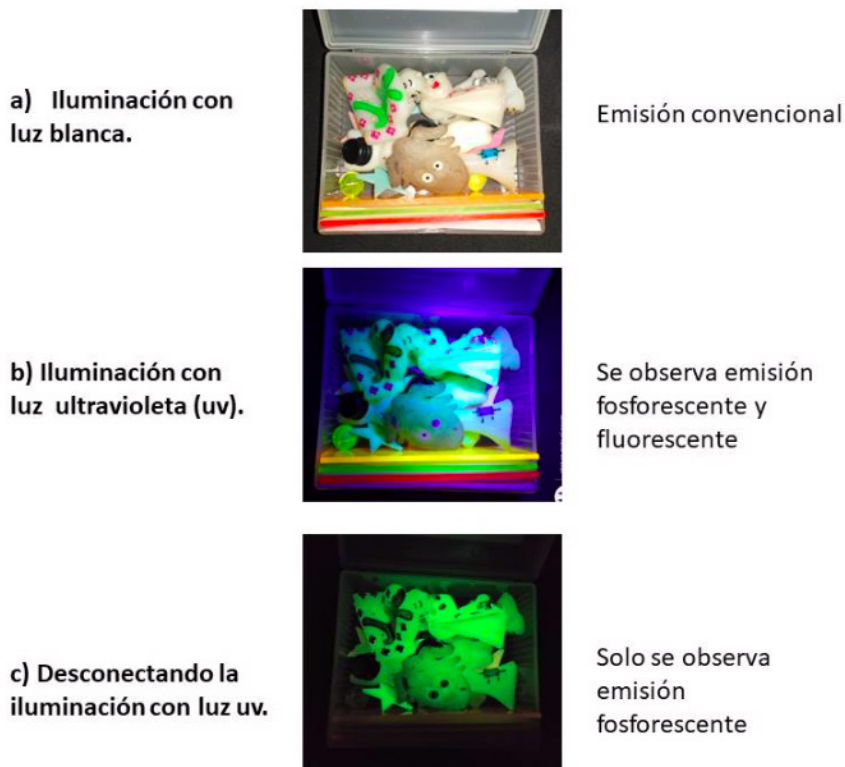 a) Iluminación con
luz blanca.
Emisión convencional
b) Iluminación con
luz ultravioleta (uv).
Se observa emisión
fosforescente y
fluorescente
c) Desconectando la
iluminación con luz uv.
Solo se observa
emisión
fosforescente